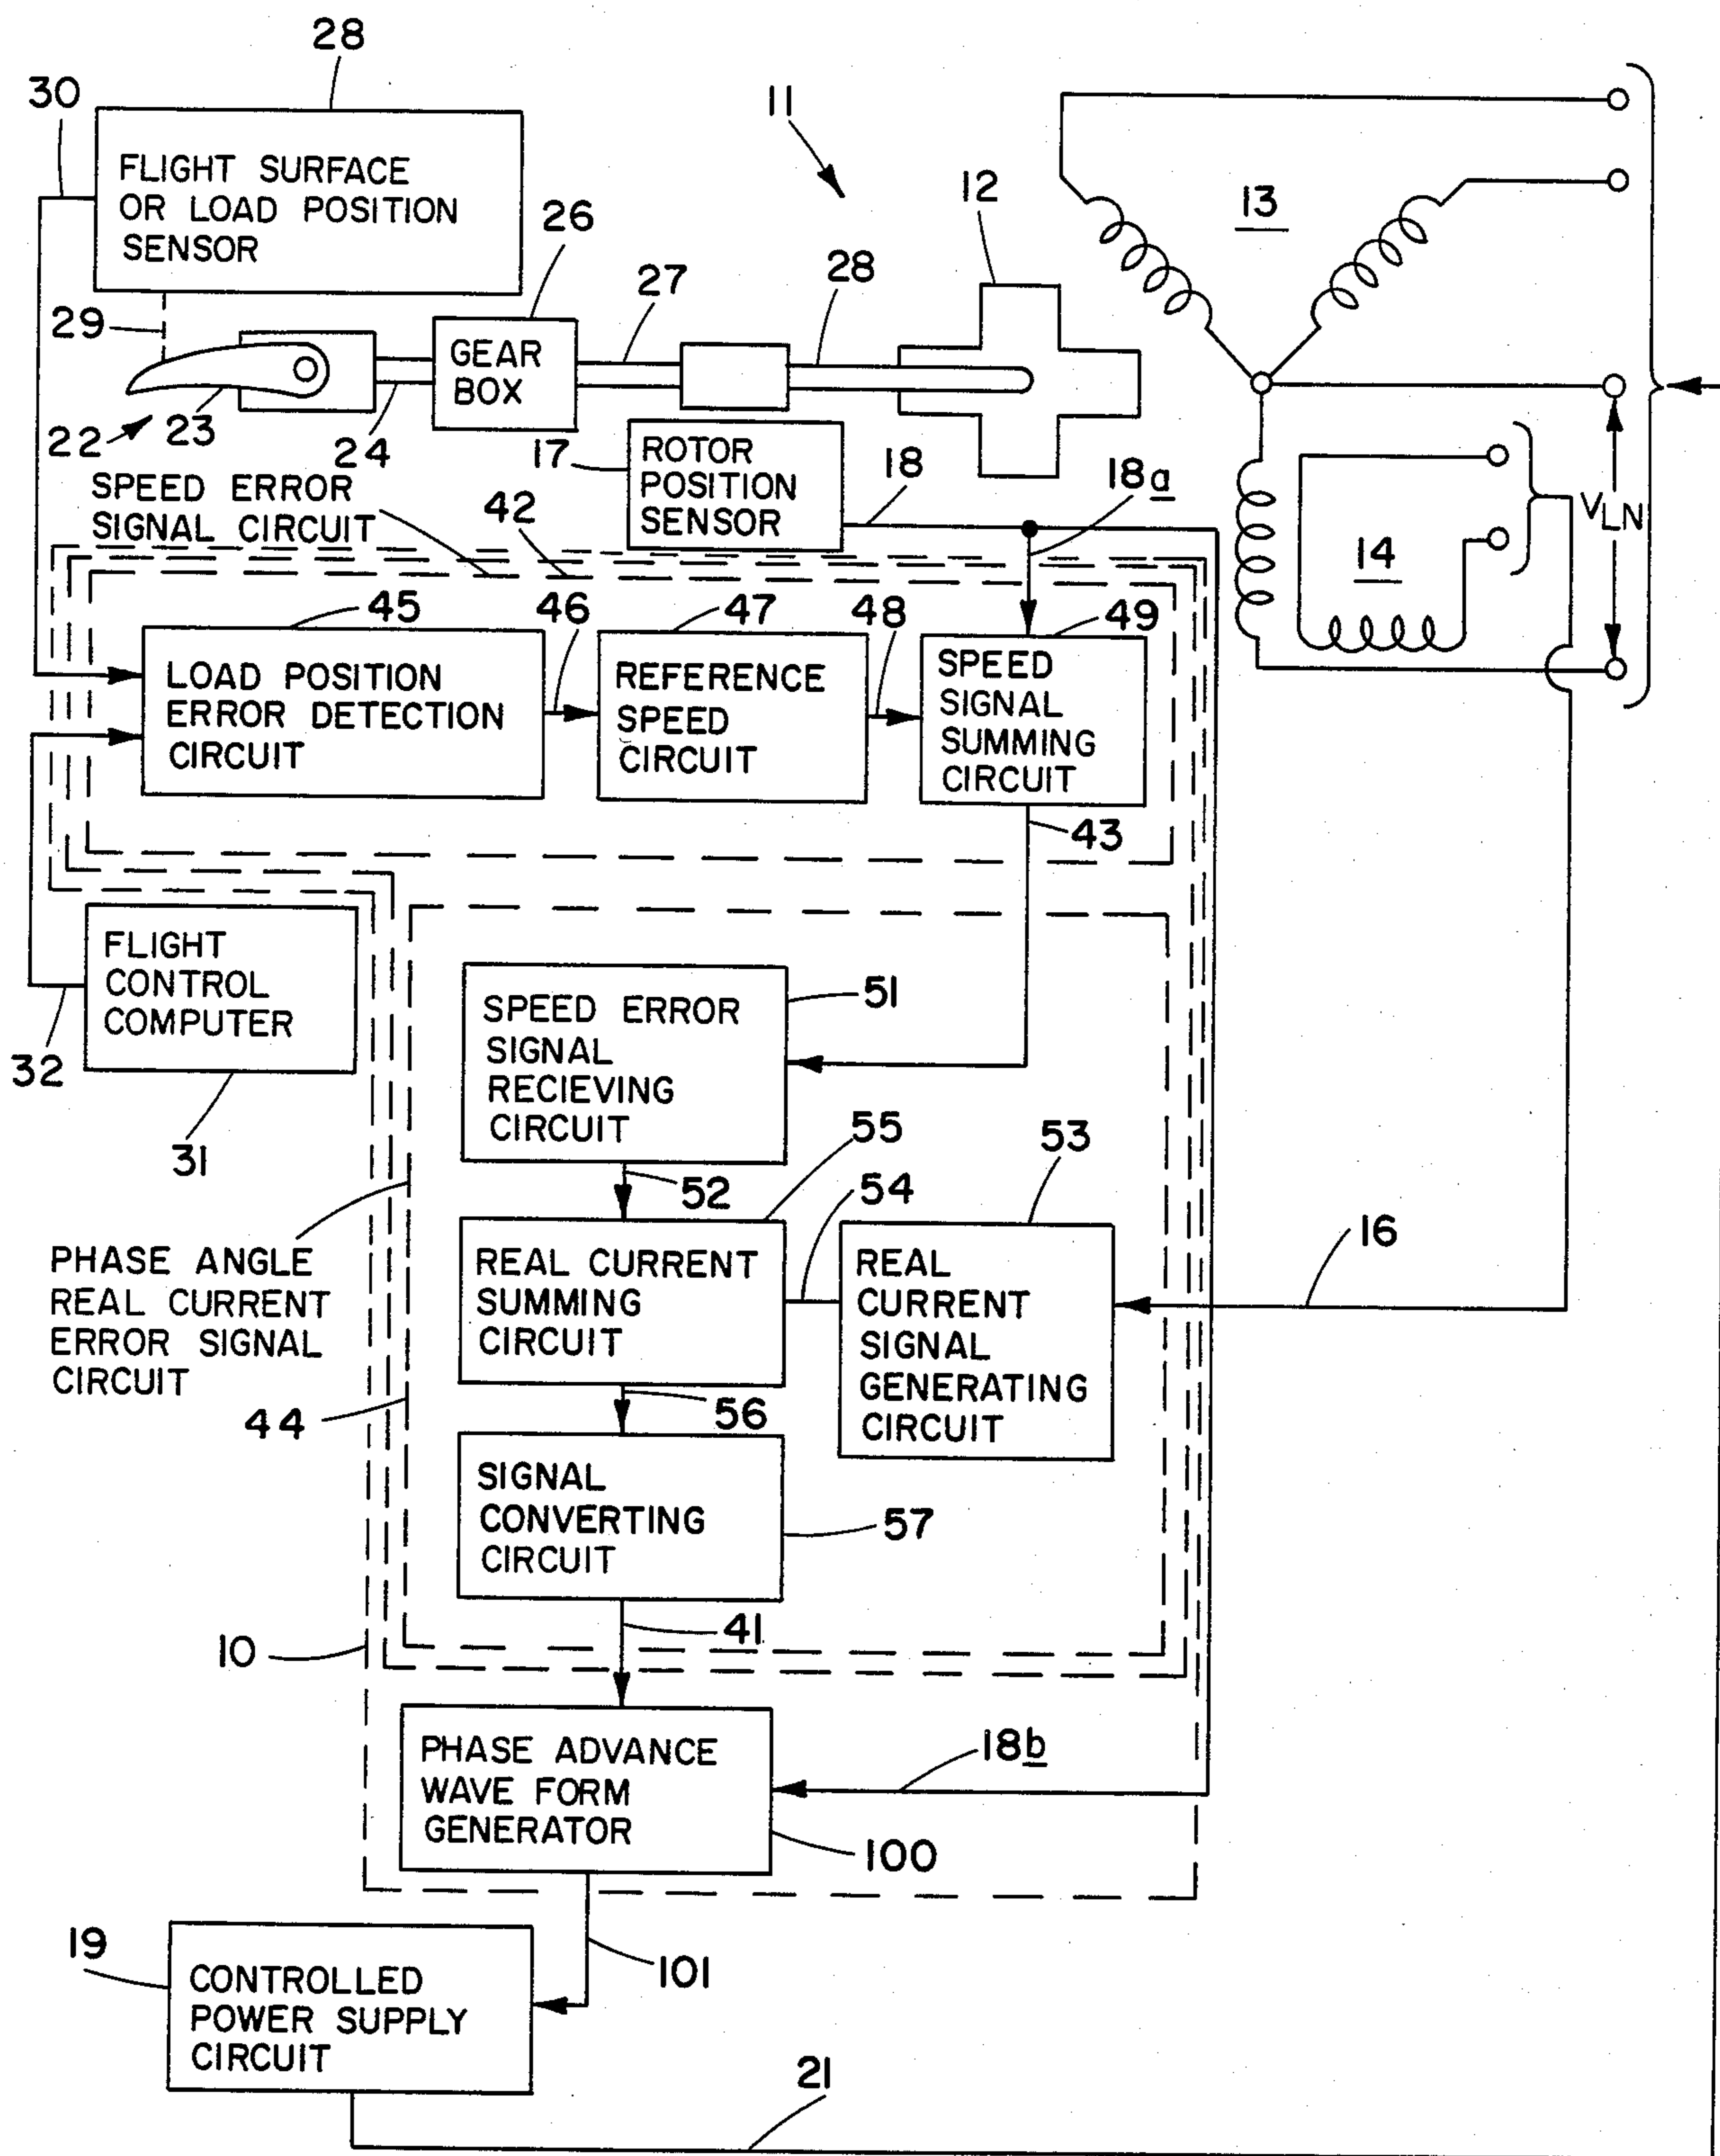 28
30
FLIGHT SURFACE
OR LOAD POSITION
SENSOR
11
12
13
26
27
28
29
GEAR
BOX
22
23
24
17
ROTOR
POSITION
SENSOR
18
18a
SPEED ERROR
SIGNAL CIRCUIT
42
14
VLN
45
46
47
48
49
LOAD POSITION
ERROR DETECTION
CIRCUIT
REFERENCE
SPEED
CIRCUIT
SPEED
SIGNAL
SUMMING
CIRCUIT
43
FLIGHT
CONTROL
COMPUTER
32
31
SPEED ERROR
SIGNAL
RECIEVING
CIRCUIT
51
52
55
54
53
REAL CURRENT
SUMMING
CIRCUIT
REAL
CURRENT
SIGNAL
GENERATING
CIRCUIT
16
PHASE ANGLE
REAL CURRENT
ERROR SIGNAL
CIRCUIT
44
56
SIGNAL
CONVERTING
CIRCUIT
57
41
10
PHASE ADVANCE
WAVE FORM
GENERATOR
18b
100
101
19
CONTROLLED
POWER SUPPLY
CIRCUIT
21